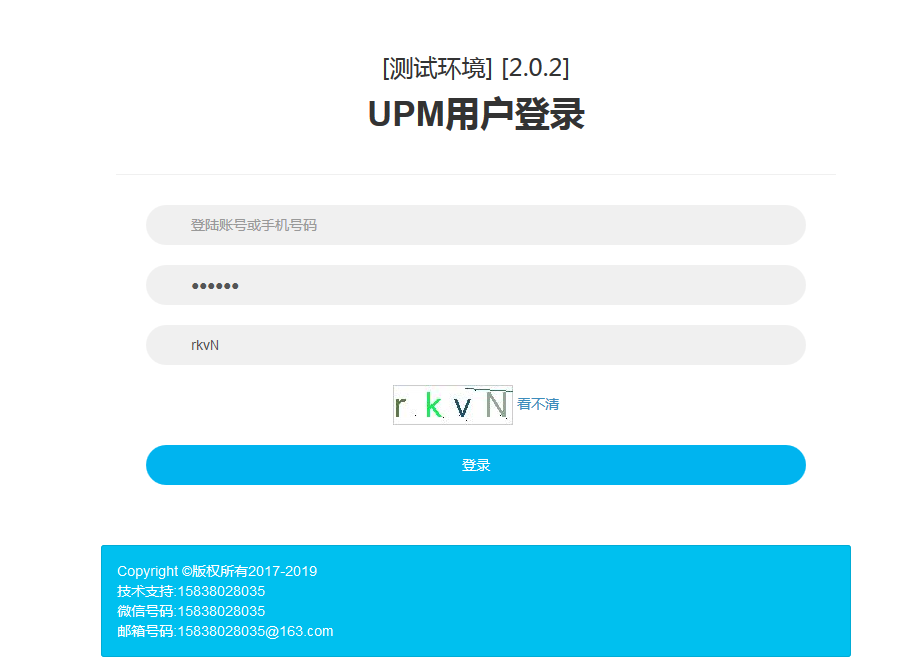 [测试环境] [2.0.2]
UPM用户登录
登陆账号或手机号码
••••••
rkvN
rkvN 看不清
登录
Copyright ©版权所有2017-2019
技术支持:15838028035
微信号码:15838028035
邮箱号码:15838028035@163.com